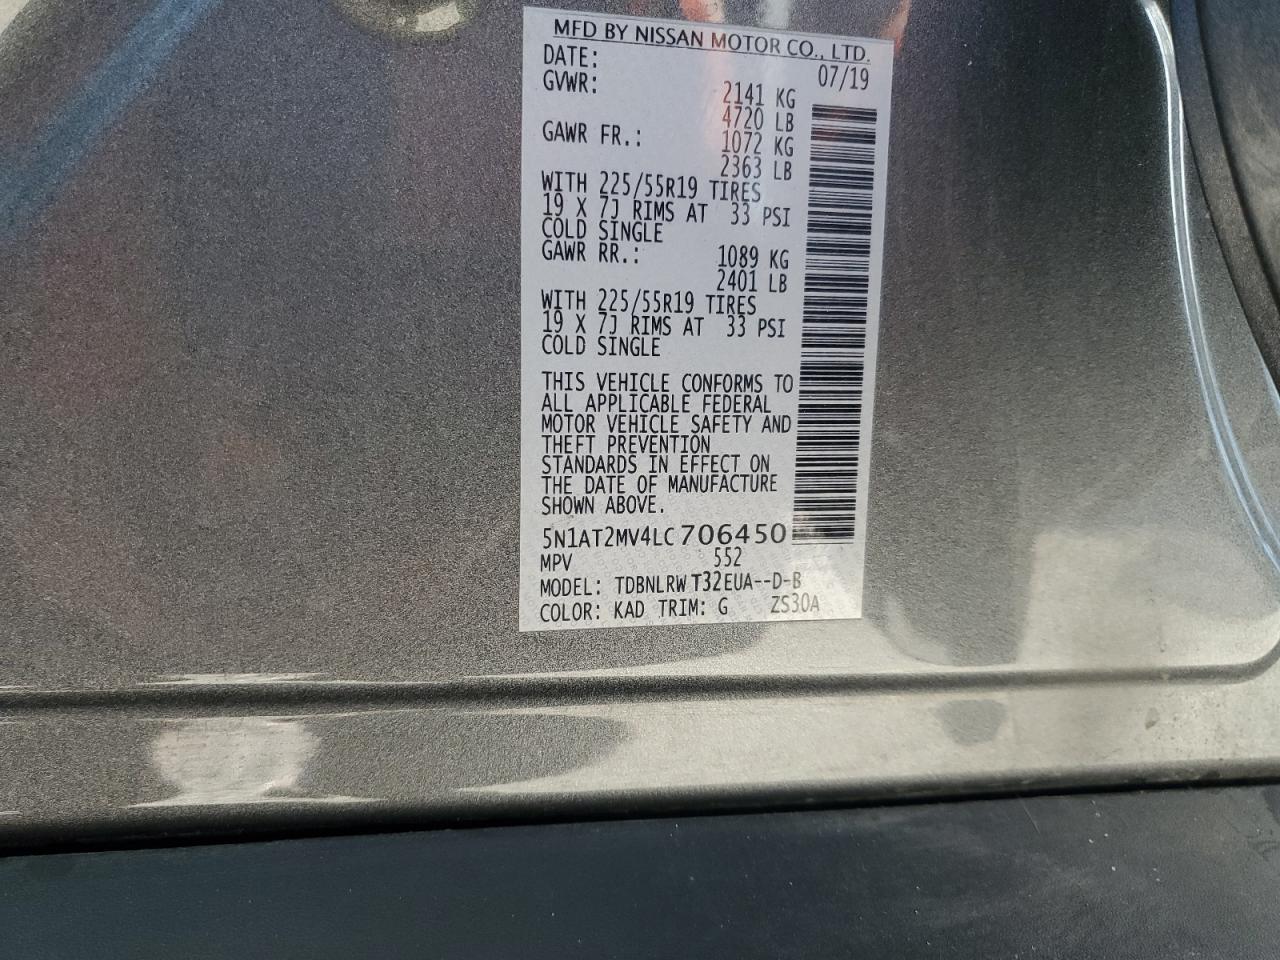 MFD BY NISSAN MOTOR CO., LTD.
DATE: 07/19
GVWR: 2141 KG
4720 LB
GAWR FR.: 1072 KG
2363 LB
WITH 225/55R19 TIRES
19 X 7J RIMS AT 33 PSI
COLD SINGLE
GAWR RR.: 1089 KG
2401 LB
WITH 225/55R19 TIRES
19 X 7J RIMS AT 33 PSI
COLD SINGLE
THIS VEHICLE CONFORMS TO
ALL APPLICABLE FEDERAL
MOTOR VEHICLE SAFETY AND
THEFT PREVENTION
STANDARDS IN EFFECT ON
THE DATE OF MANUFACTURE
SHOWN ABOVE.
5N1AT2MV4LC706450
MPV 552
MODEL: TDBNLRWT32EUA--D-B
COLOR: KAD TRIM: G ZS30A